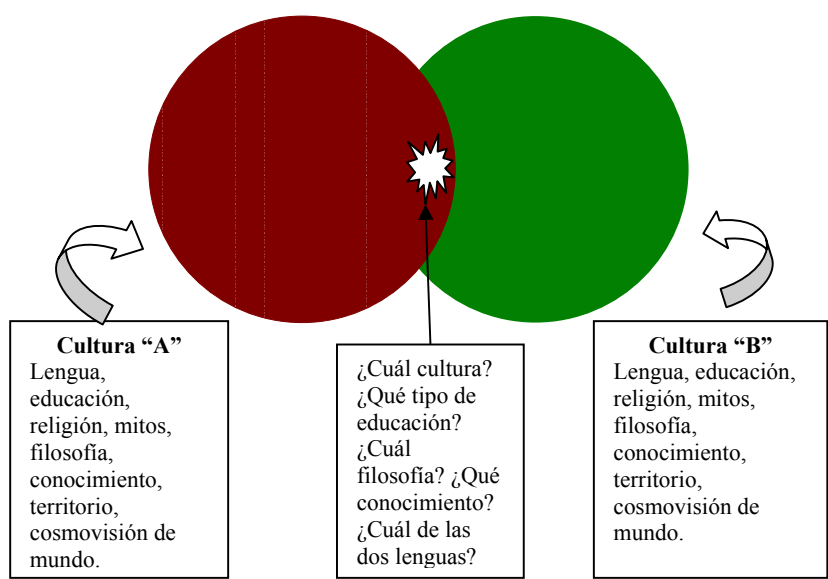 Cultura “A”
Lengua,
educación,
religión, mitos,
filosofía,
conocimiento,
territorio,
cosmovisión de
mundo.
¿Cuál cultura?
¿Qué tipo de
educación?
¿Cuál
filosofía? ¿Qué
conocimiento?
¿Cuál de las
dos lenguas?
Cultura “B”
Lengua, educación,
religión, mitos,
filosofía,
conocimiento,
territorio,
cosmovisión de
mundo.